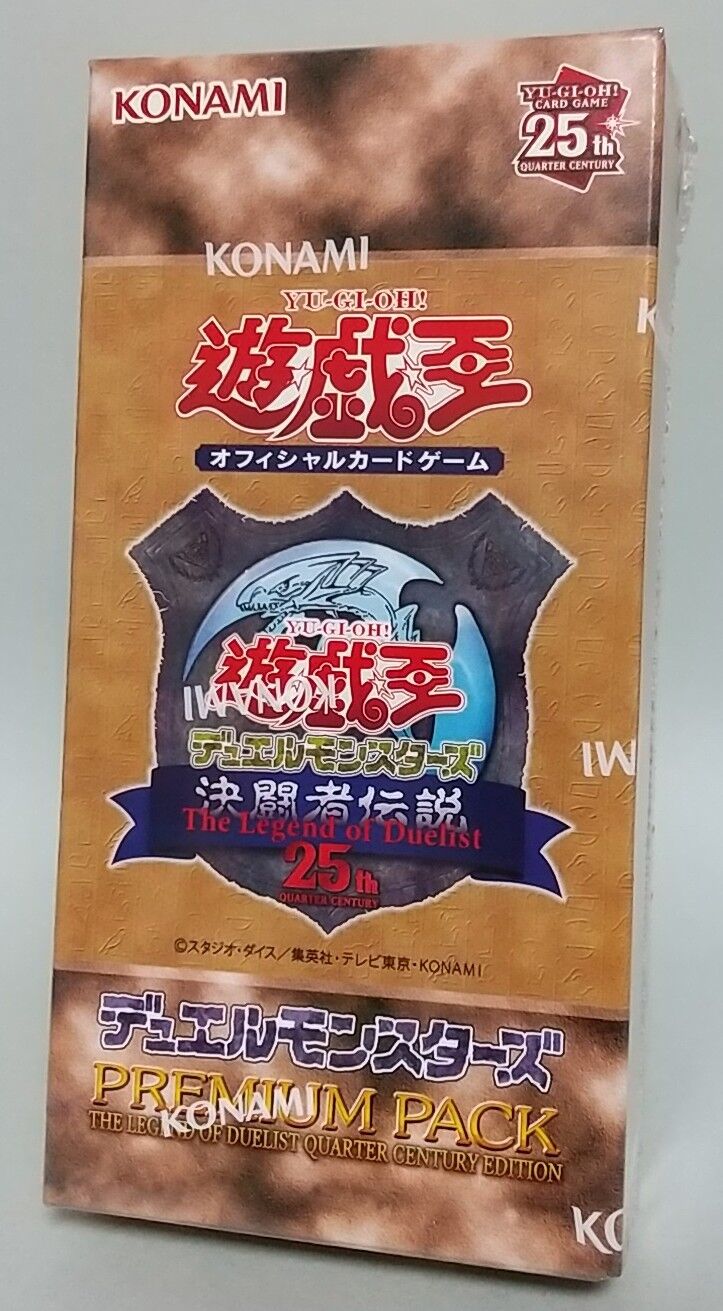 KONAMI
YU-GI-OH!
CARD GAME
25th
QUARTER CENTURY
KONAMI
K
YU-GI-OH!
遊戯王
オフィシャルカードゲーム
YU-GI-OH!
遊戯王
KONAMI
デュエルモンスターズ
MI
決闘者伝説
The Legend of Duelist
25th
QUARTER CENTURY
©スタジオ・ダイス／集英社・テレビ東京・KONAMI
デュエルモンスターズ
PREMIUM PACK
KONAMI
THE LEGEND OF DUELIST QUARTER CENTURY EDITION
KO